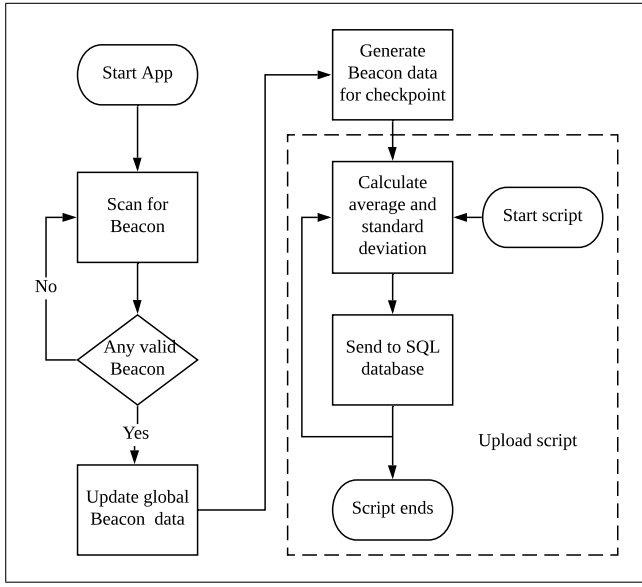 Start App
Scan for
Beacon
No
Any valid
Beacon
Yes
Update global
Beacon data
Generate
Beacon data
for checkpoint
Calculate
average and
standard
deviation
Start script
Send to SQL
database
Upload script
Script ends